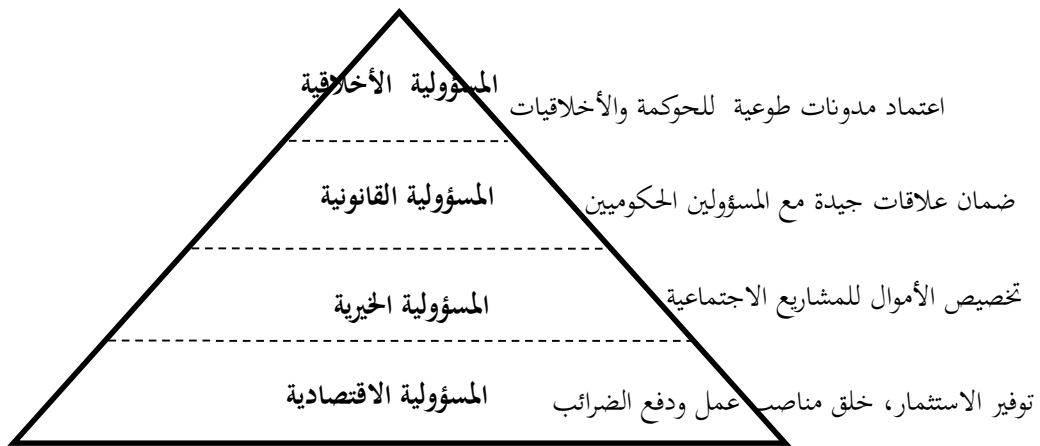 المسؤولية الأخلاقية
اعتماد مدونات طوعية للحوكمة والأخلاقيات
المسؤولية القانونية
ضمان علاقات جيدة مع المسؤولين الحكوميين
المسؤولية الخيرية
تخصيص الأموال للمشاريع الاجتماعية
المسؤولية الاقتصادية
توفير الاستثمار، خلق مناصب عمل ودفع الضرائب